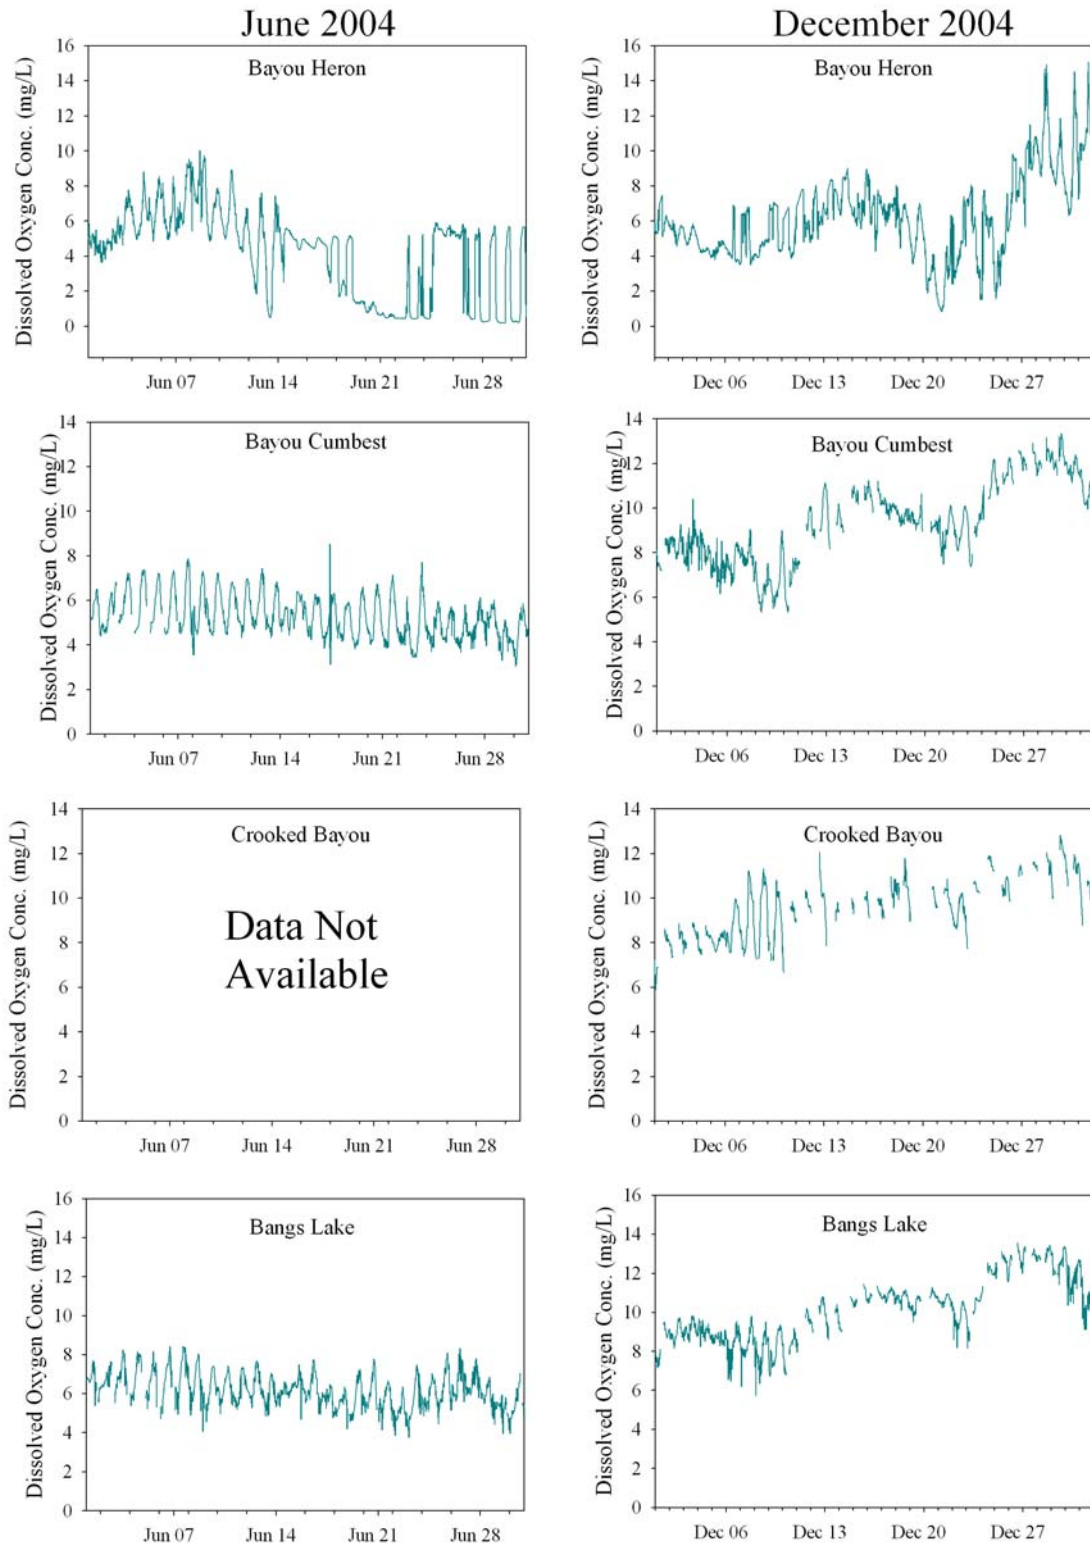 June 2004
December 2004
Dissolved Oxygen Conc. (mg/L)
16
14
12
10
8
6
4
2
0
Bayou Heron
Jun 07 Jun 14 Jun 21 Jun 28
Dissolved Oxygen Conc. (mg/L)
16
14
12
10
8
6
4
2
0
Bayou Heron
Dec 06 Dec 13 Dec 20 Dec 27
Dissolved Oxygen Conc. (mg/L)
14
12
10
8
6
4
2
0
Bayou Cumbest
Jun 07 Jun 14 Jun 21 Jun 28
Dissolved Oxygen Conc. (mg/L)
14
12
10
8
6
4
2
0
Bayou Cumbest
Dec 06 Dec 13 Dec 20 Dec 27
Dissolved Oxygen Conc. (mg/L)
14
12
10
8
6
4
2
0
Crooked Bayou
Data Not
Available
Jun 07 Jun 14 Jun 21 Jun 28
Dissolved Oxygen Conc. (mg/L)
14
12
10
8
6
4
2
0
Crooked Bayou
Dec 06 Dec 13 Dec 20 Dec 27
Dissolved Oxygen Conc. (mg/L)
16
14
12
10
8
6
4
2
0
Bangs Lake
Jun 07 Jun 14 Jun 21 Jun 28
Dissolved Oxygen Conc. (mg/L)
16
14
12
10
8
6
4
2
0
Bangs Lake
Dec 06 Dec 13 Dec 20 Dec 27